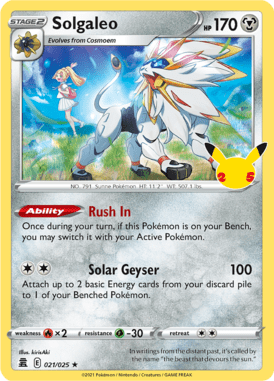 STAGE 2 Solgaleo HP 170
Evolves from Cosmoem
25
NO. 791 Sunne Pokémon HT: 11'2" WT: 507.1 lbs.
Ability Rush In
Once during your turn, if this Pokémon is on your Bench,
you may switch it with your Active Pokémon.
Solar Geyser 100
Attach up to 2 basic Energy cards from your discard pile
to 1 of your Benched Pokémon.
weakness ×2 resistance -30 retreat
Illus. kirisAki
E 021/025 ★
In writings from the distant past, it's called by
the name "the beast that devours the sun."
©2021 Pokémon / Nintendo / Creatures / GAME FREAK